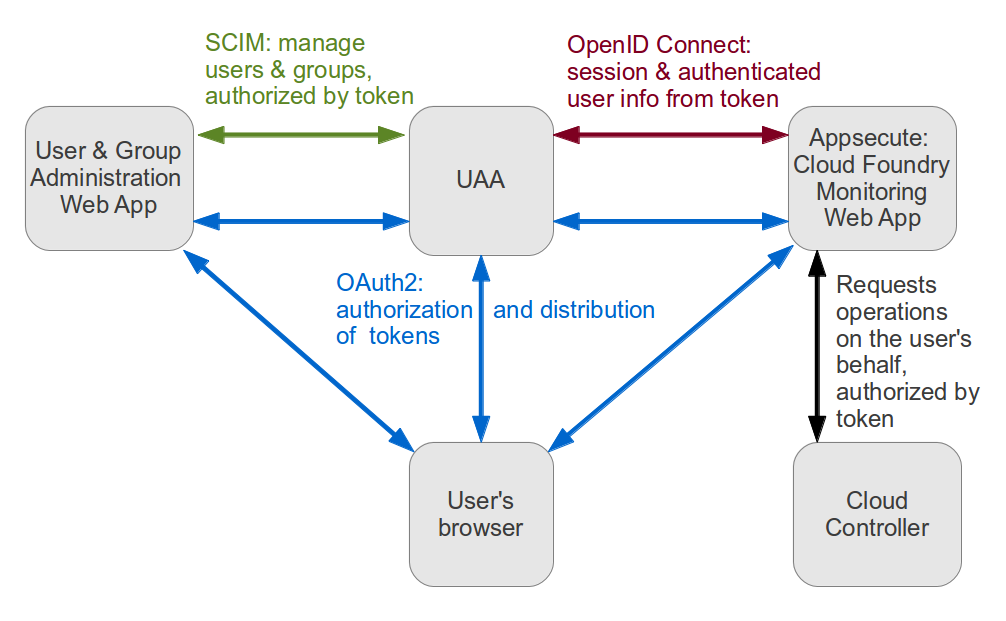 SCIM: manage
users & groups,
authorized by token
OpenID Connect:
session & authenticated
user info from token
User & Group
Administration
Web App
UAA
Appsecute:
Cloud Foundry
Monitoring
Web App
OAuth2:
authorization and distribution
of tokens
Requests
operations
on the user's
behalf,
authorized by
token
User's
browser
Cloud
Controller